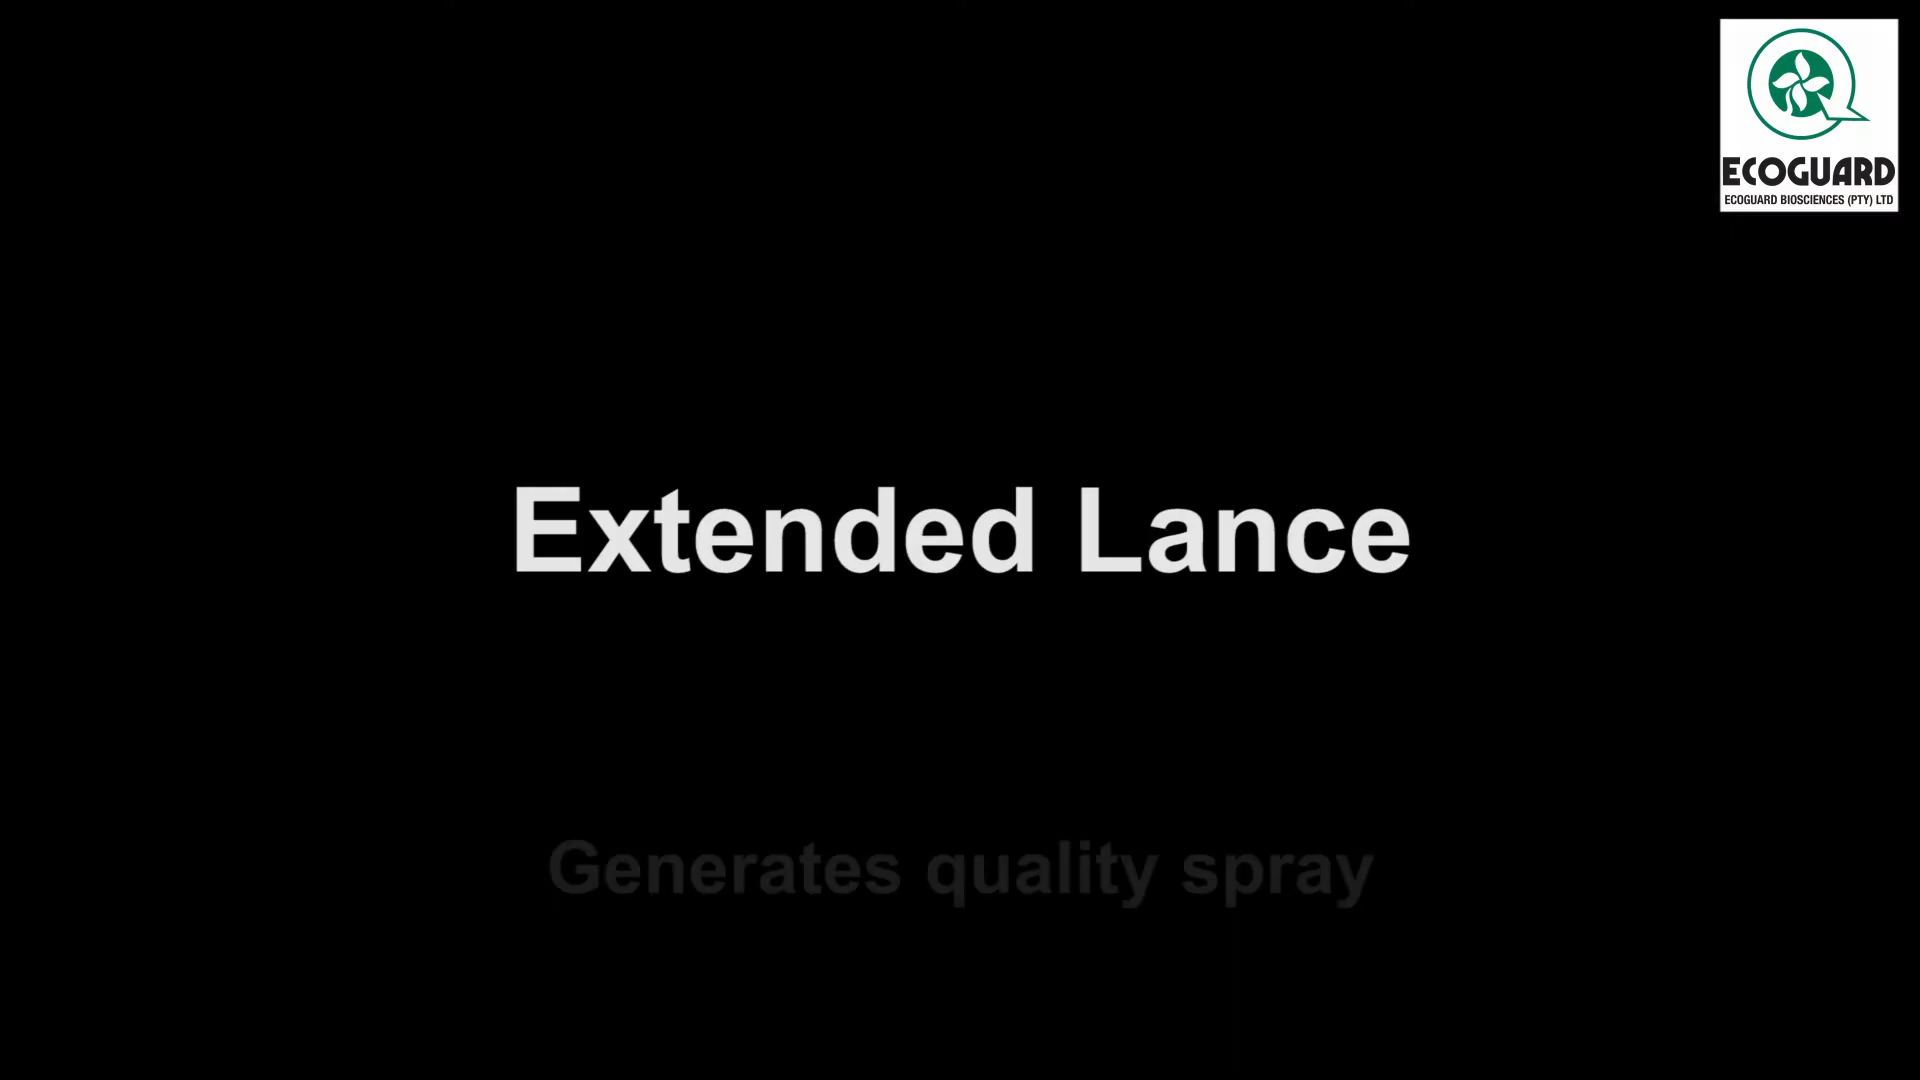 ECOGUARD
ECOGUARD BIOSCIENCES (PTY) LTD
Extended Lance
Generates quality spray